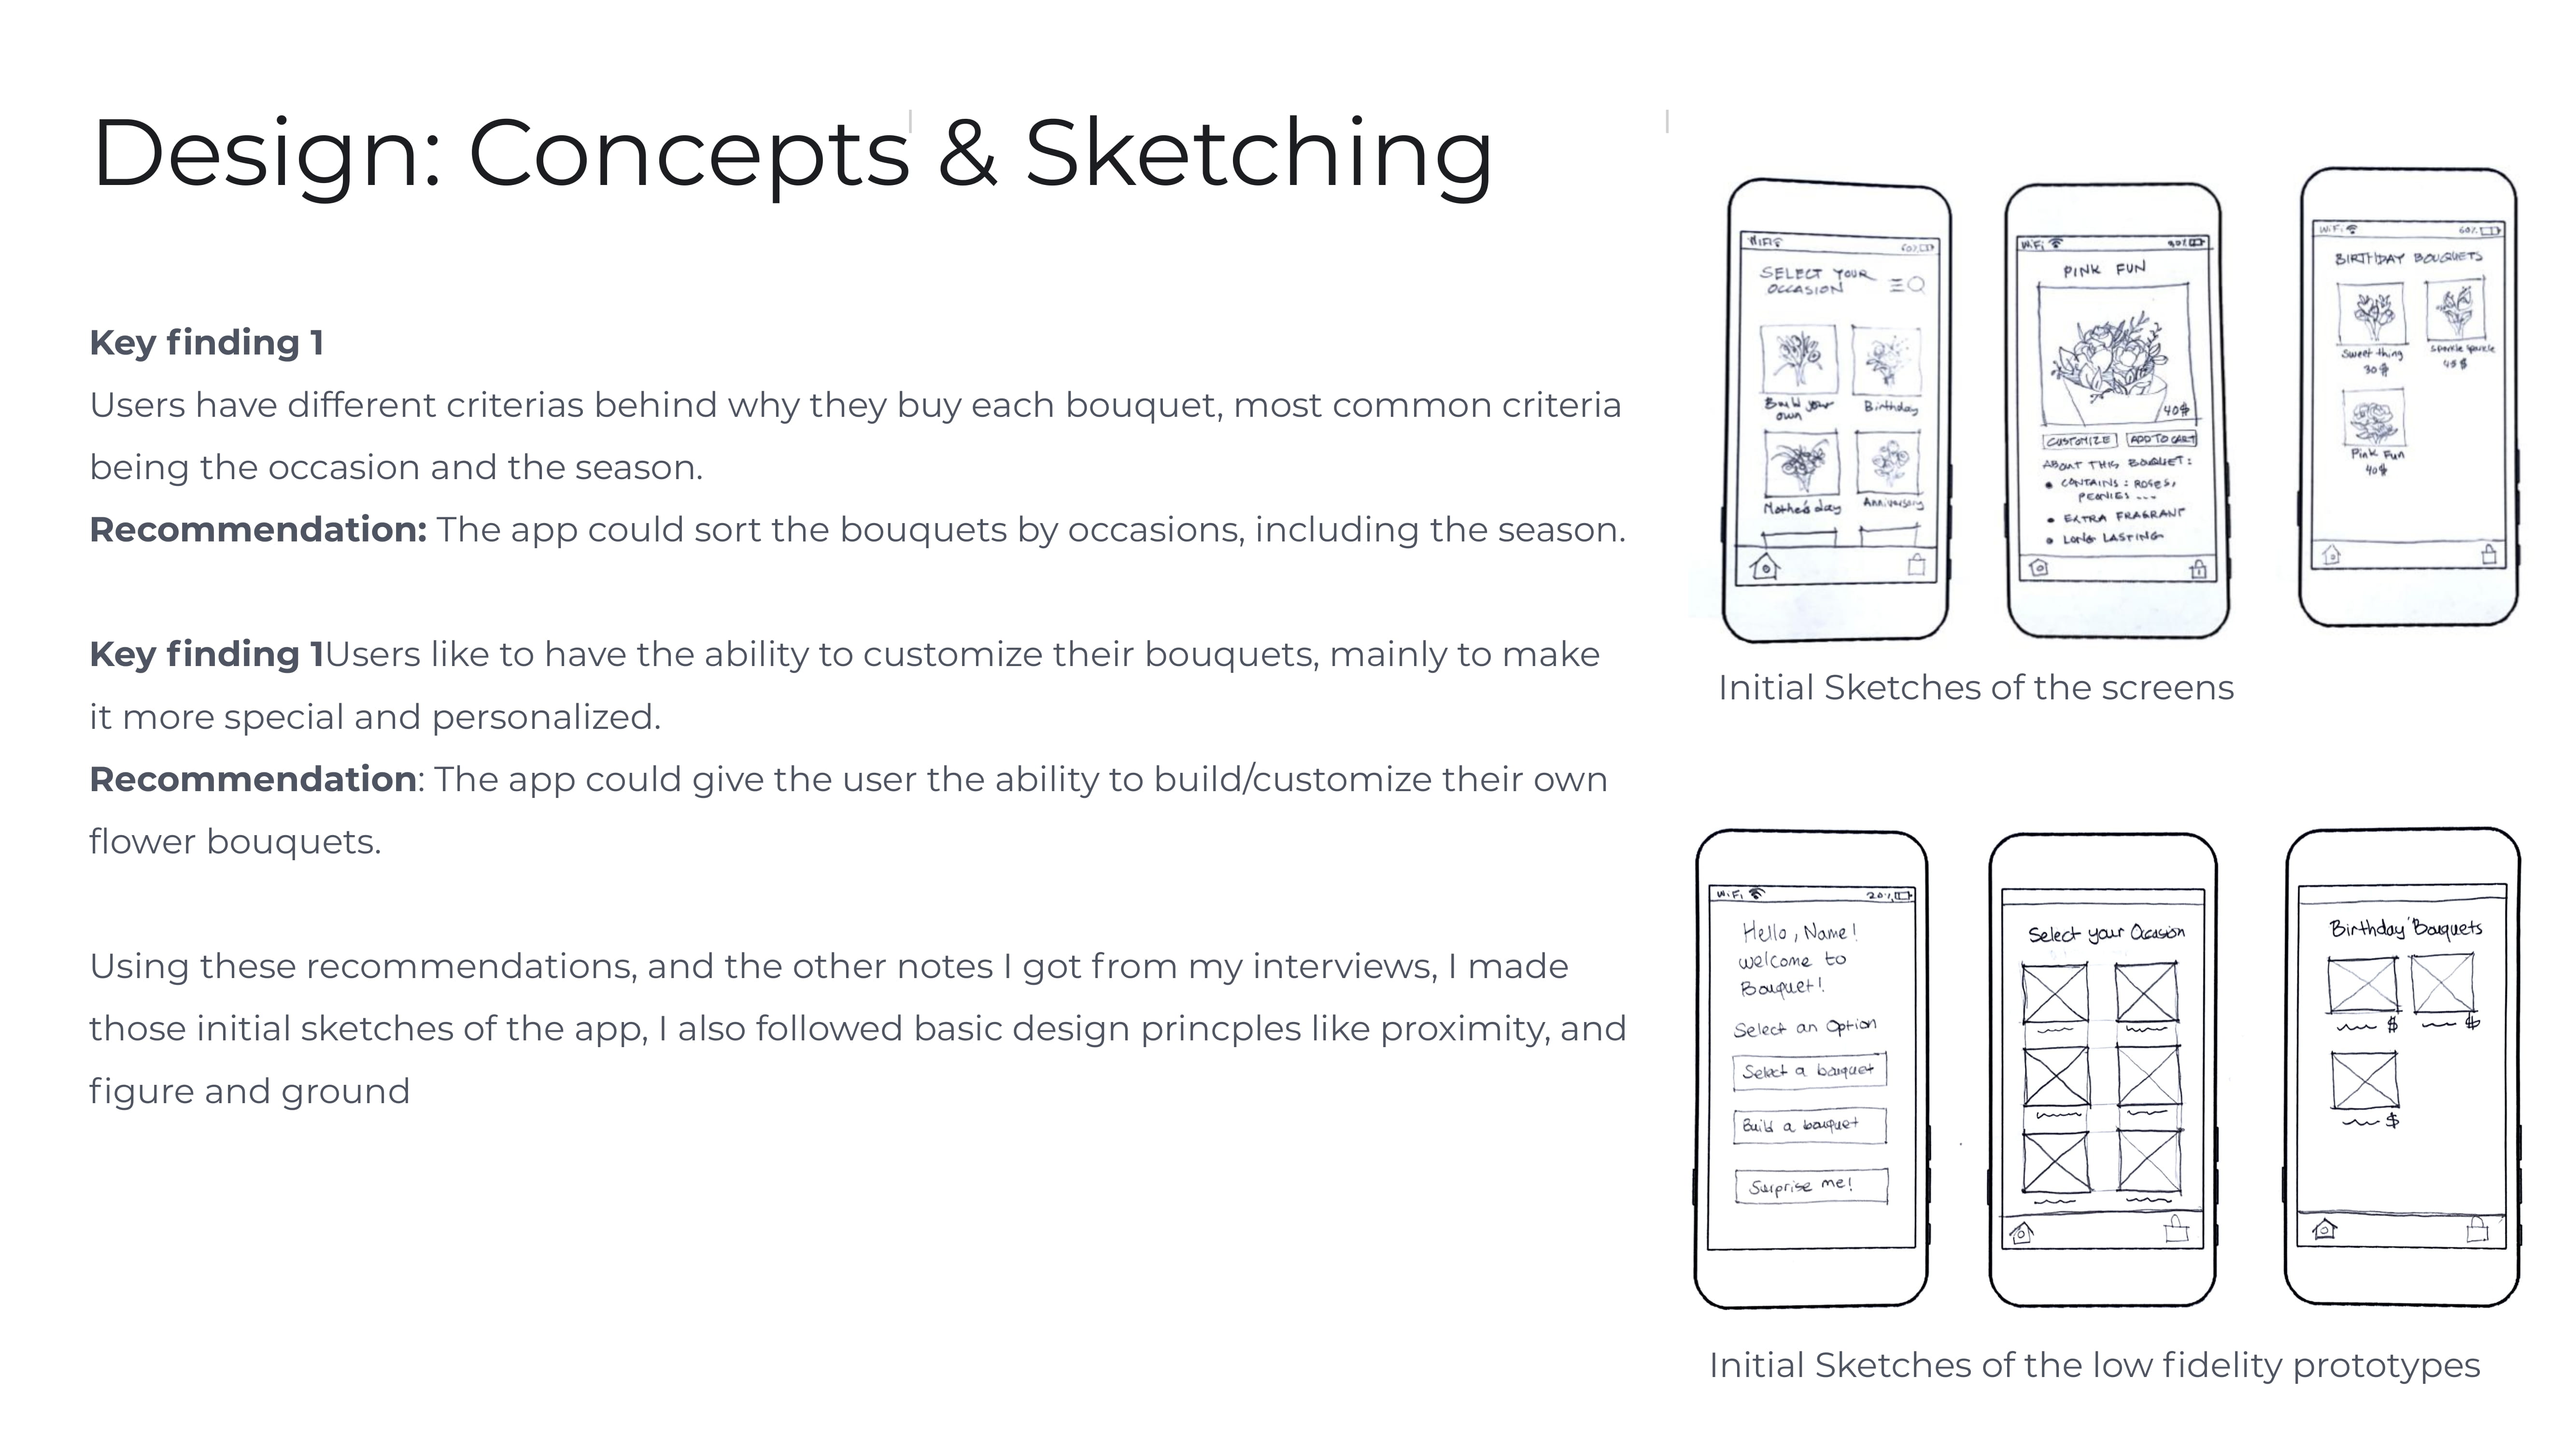 Design: Concepts & Sketching
Key finding 1
Users have different criterias behind why they buy each bouquet, most common criteria
being the occasion and the season.
Recommendation: The app could sort the bouquets by occasions, including the season.
Key finding 1Users like to have the ability to customize their bouquets, mainly to make
it more special and personalized.
Recommendation: The app could give the user the ability to build/customize their own
flower bouquets.
Using these recommendations, and the other notes I got from my interviews, I made
those initial sketches of the app, I also followed basic design princples like proximity, and
figure and ground
WIFI
60%
SELECT YOUR
OCCASION
Build your
own
Birthday
Mother's day
Anniversary
WiFi
90%
PINK FUN
40$
CUSTOMIZE
ADD TO CART
ABOUT THIS BOUQUET:
CONTAINS: ROSES,
PEONIES ---
EXTRA FRAGRANT
LONG LASTING
WiFi
60%
BIRTHDAY BOUQUETS
Sweet thing
30$
Sparkle Sparkle
45$
Pink Fun
40$
Initial Sketches of the screens
WiFi
20%
Hello, Name!
welcome to
Bouquet!
Select an Option
Select a bouquet
Build a bouquet
Surprise me!
Select your Occasion
Birthday Bouquets
$
$
$
Initial Sketches of the low fidelity prototypes